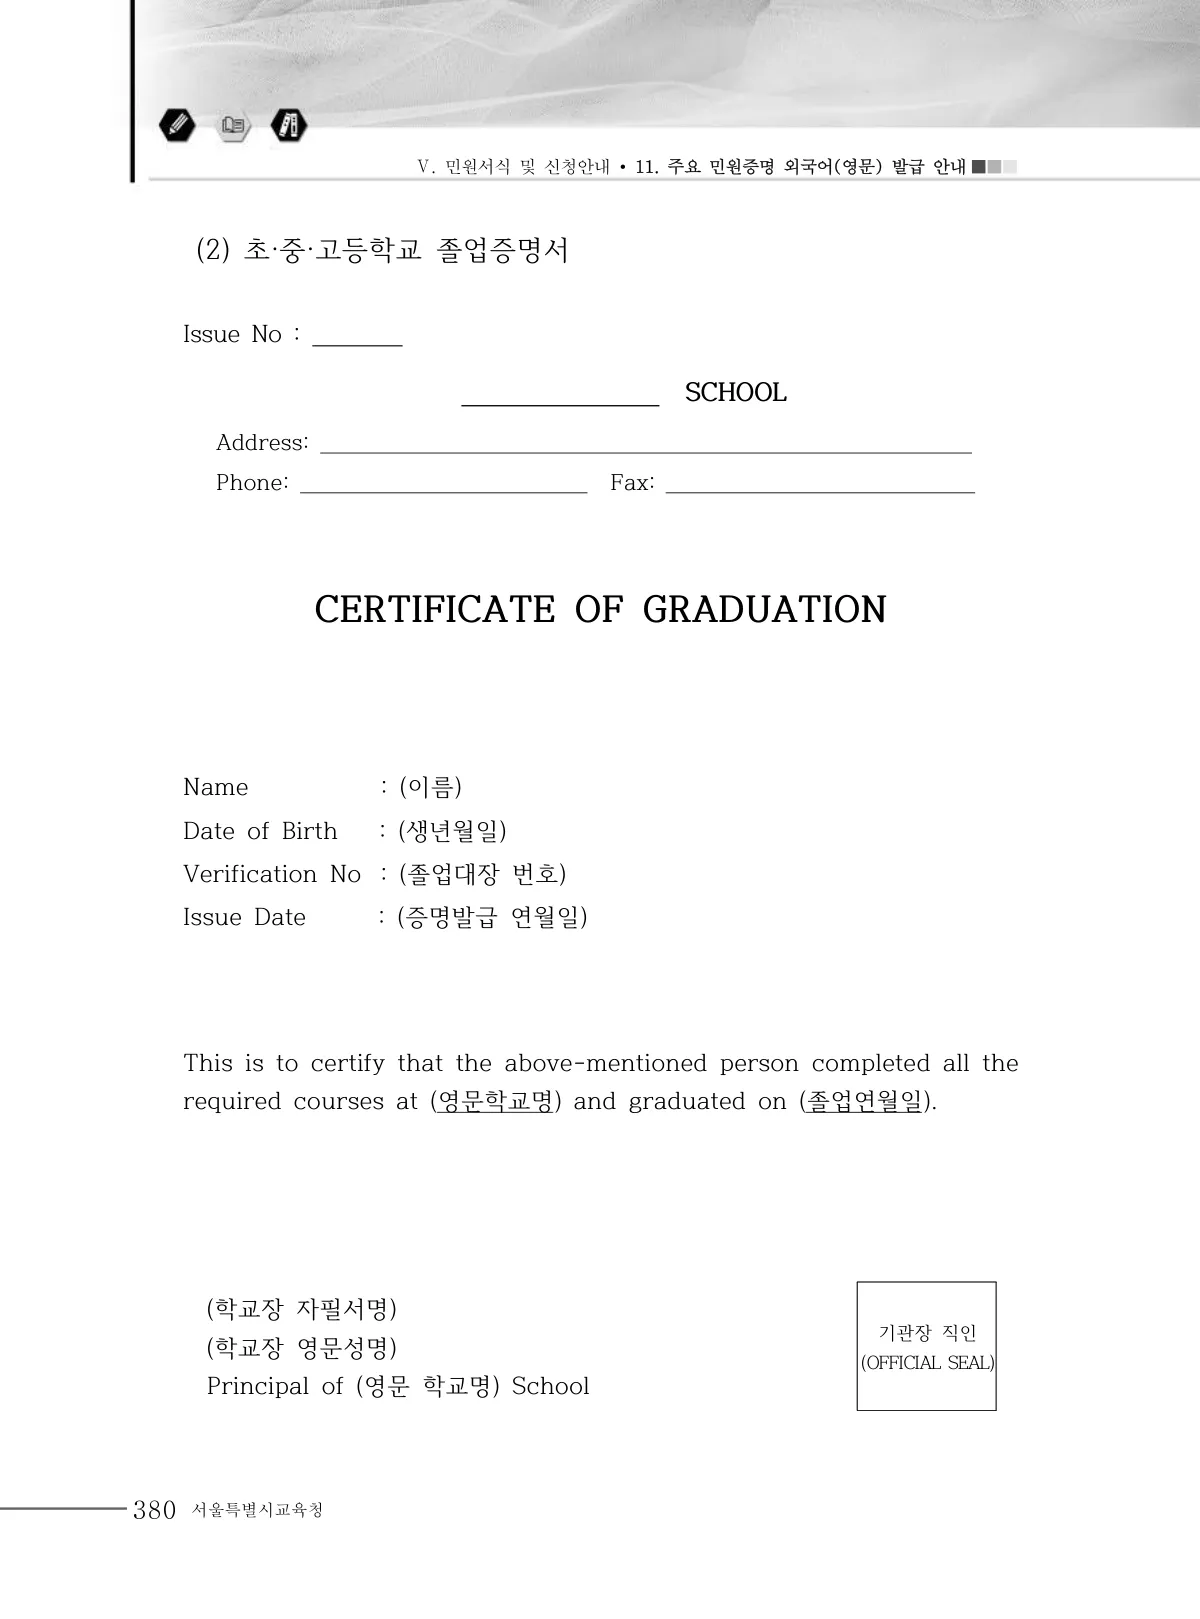 Ⅴ. 민원서식 및 신청안내 • 11. 주요 민원증명 외국어(영문) 발급 안내
(2) 초·중·고등학교 졸업증명서
Issue No : _______
_______________ SCHOOL
Address: ______________________________
Phone: ____________________ Fax: ____________________
CERTIFICATE OF GRADUATION
Name : (이름)
Date of Birth : (생년월일)
Verification No : (졸업대장 번호)
Issue Date : (증명발급 연월일)
This is to certify that the above-mentioned person completed all the
required courses at (영문학교명) and graduated on (졸업연월일).
(학교장 자필서명)
(학교장 영문성명)
Principal of (영문 학교명) School
기관장 직인
(OFFICIAL SEAL)
380 서울특별시교육청